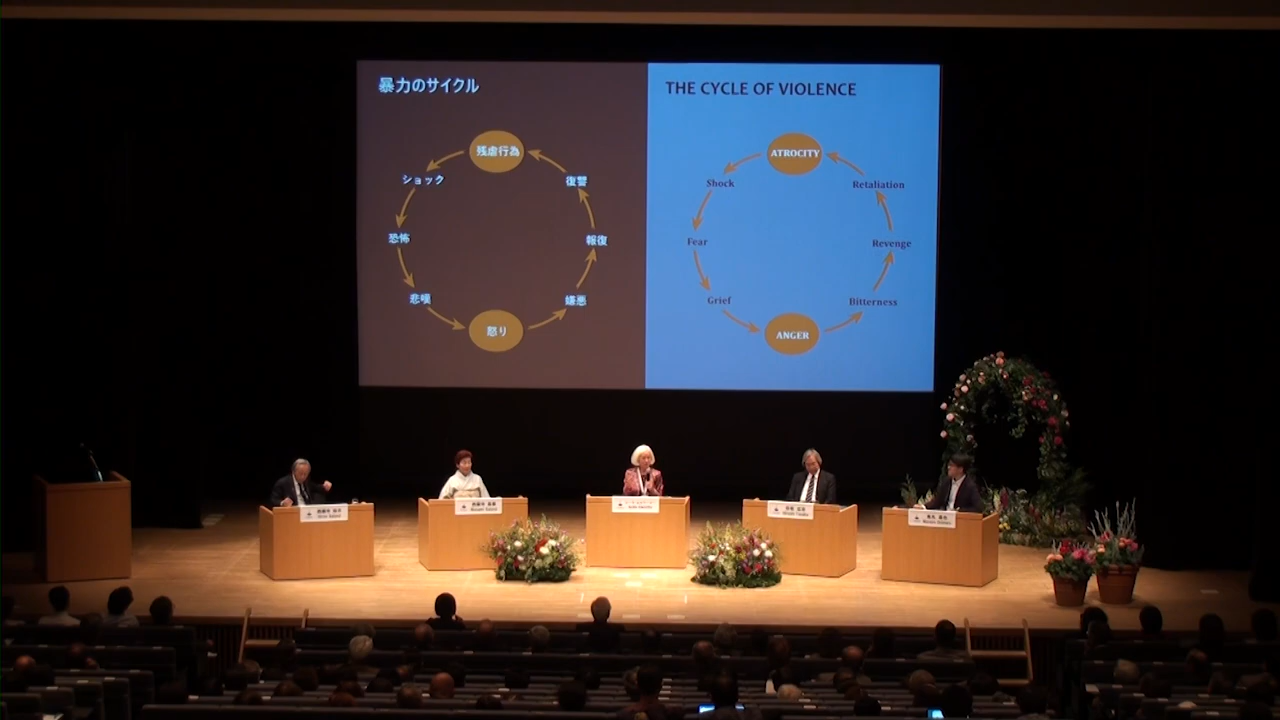 暴力のサイクル
残虐行為
ショック
恐怖
悲嘆
怒り
嫌悪
報復
復讐
THE CYCLE OF VIOLENCE
ATROCITY
Shock
Fear
Grief
ANGER
Bitterness
Revenge
Retaliation